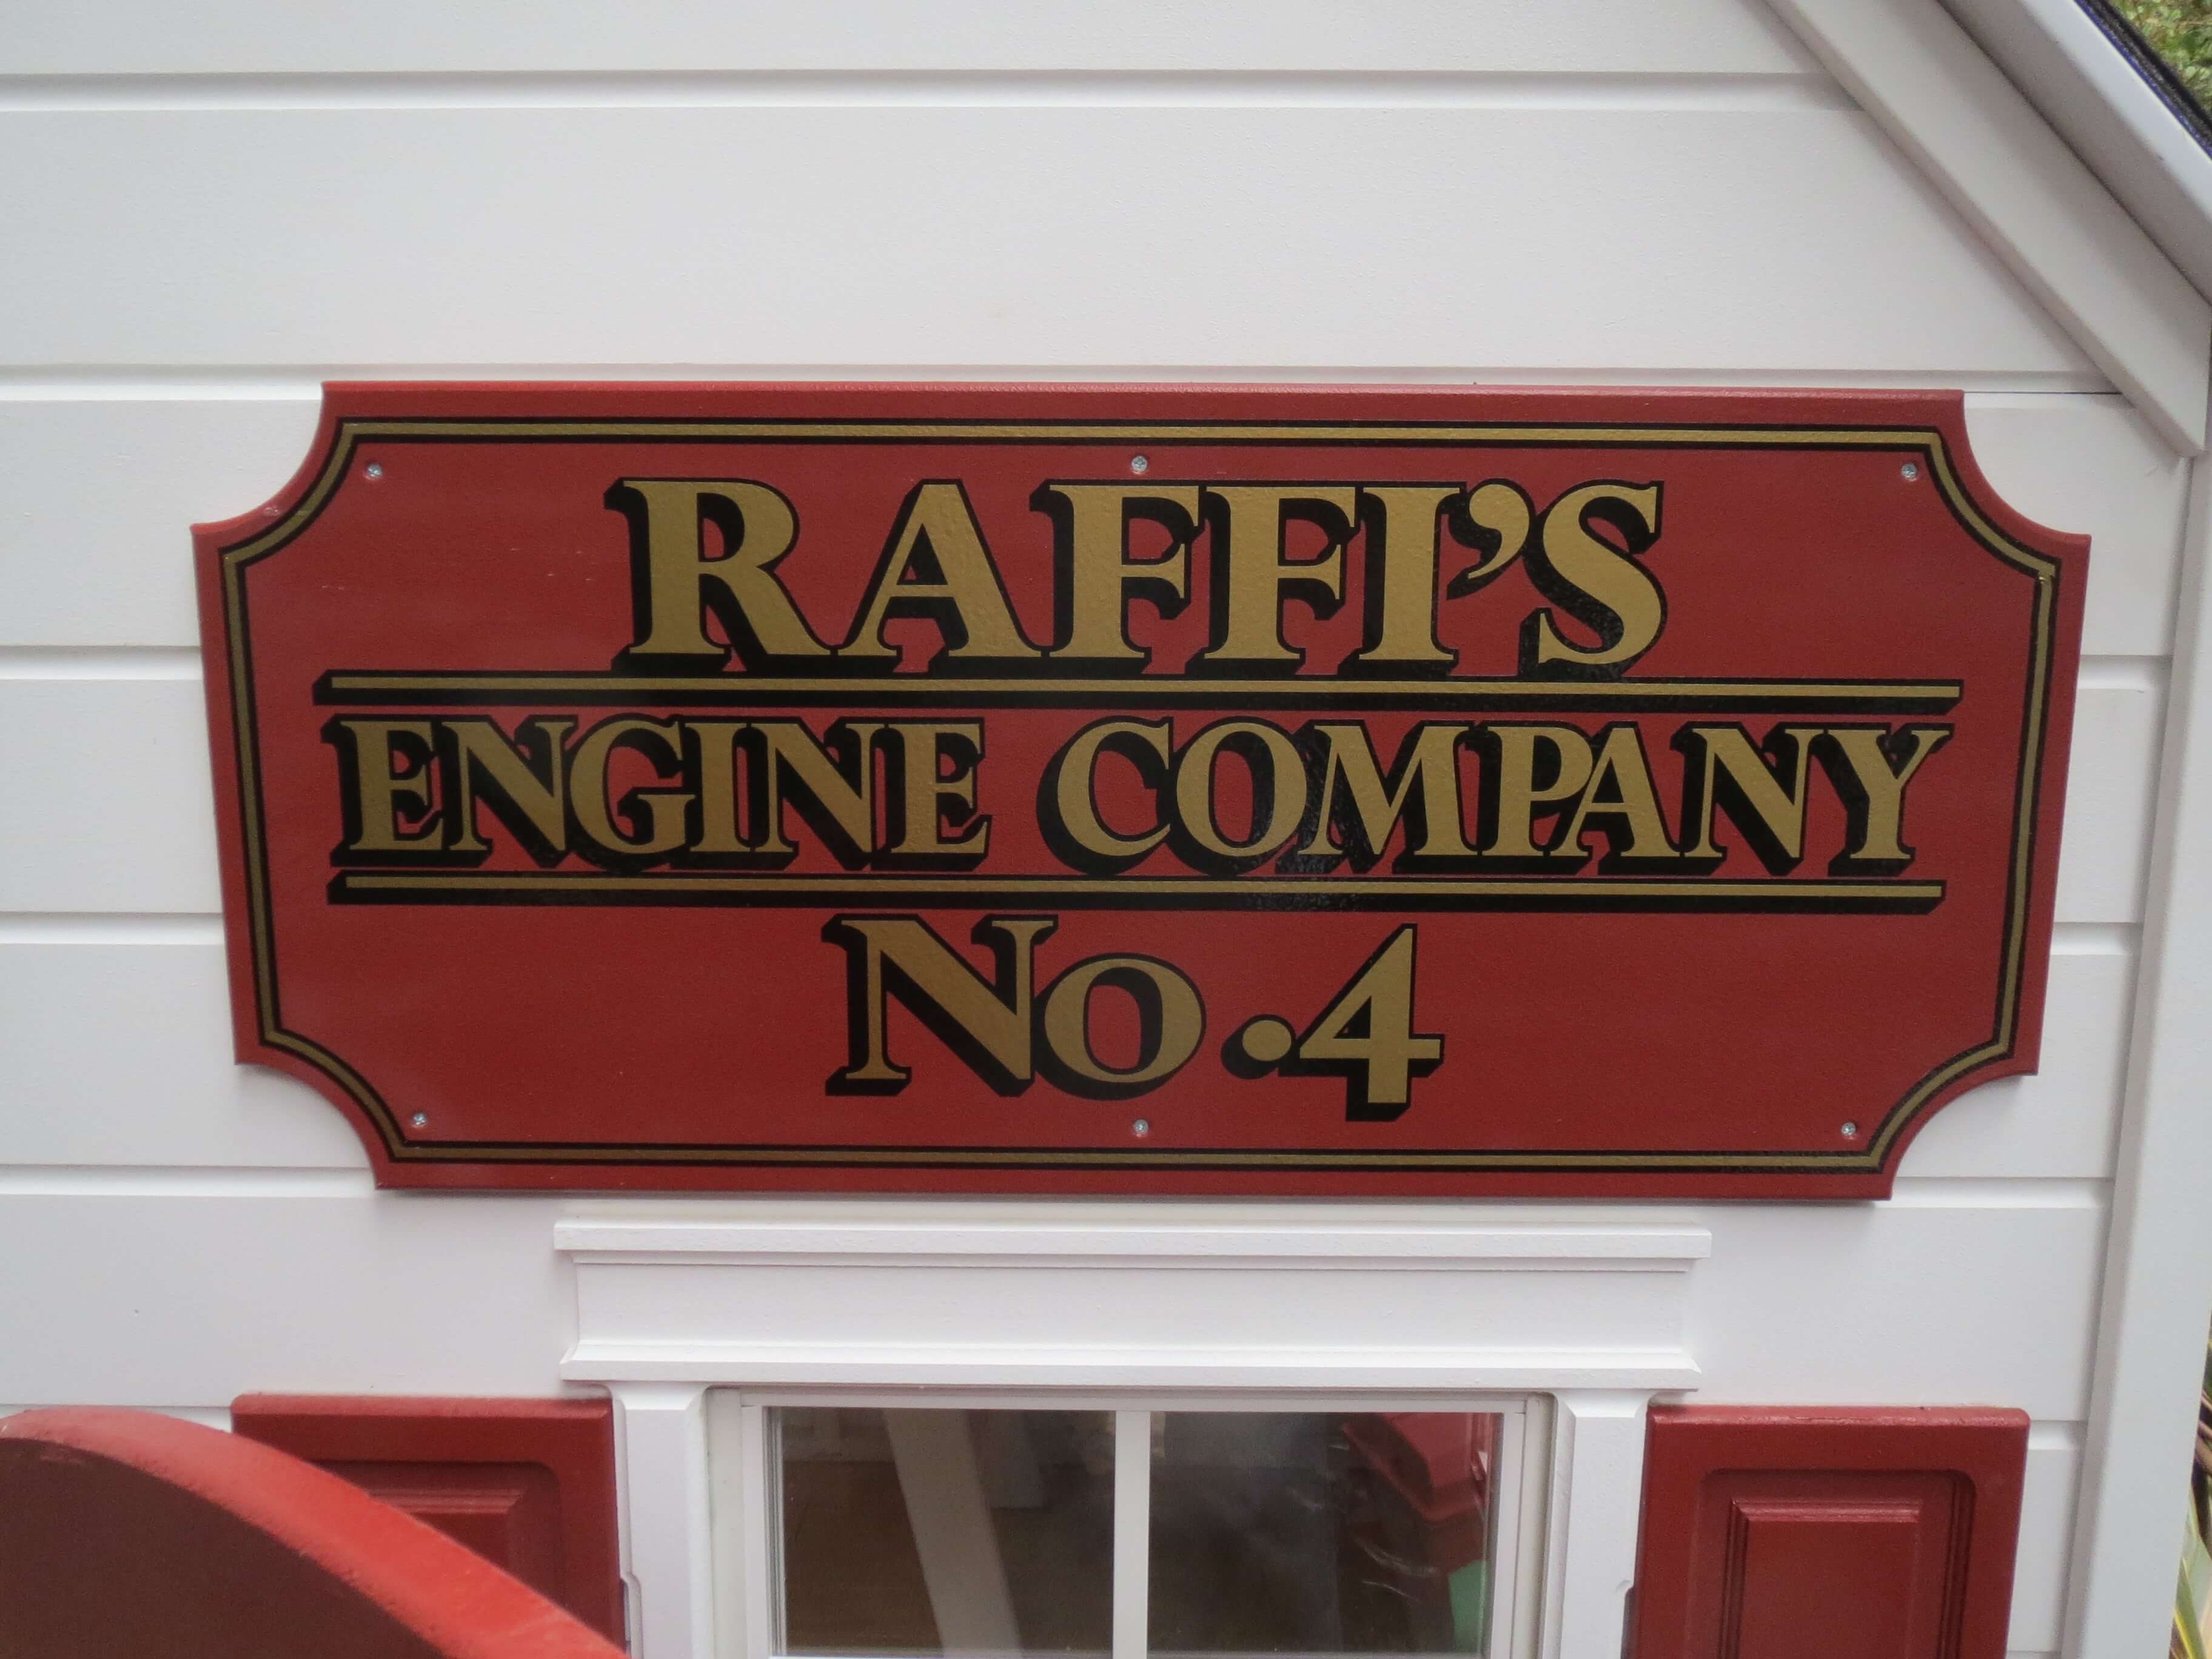 RAFFI'S
ENGINE COMPANY
No.4